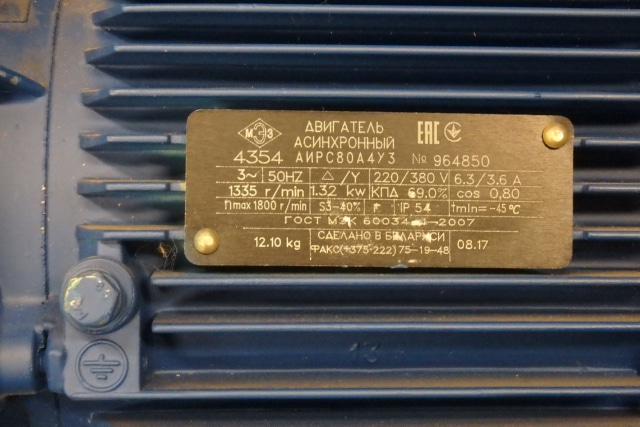 МЭЗ
ДВИГАТЕЛЬ
АСИНХРОННЫЙ
EAC
4354 АИРС80А4У3 № 964850
3~ 50HZ △/Y 220/380 V 6.3/3.6 A
1335 r/min 1.32 kw КПД 69.0% cos 0,80
nmax 1800 r/min S3-40% F IP 54 tmin= -45 °C
ГОСТ МЭК 60034-1-2007
12.10 kg СДЕЛАНО В БЕЛАРУСИ 08.17
ФАКС(+375-222)75-19-48
13